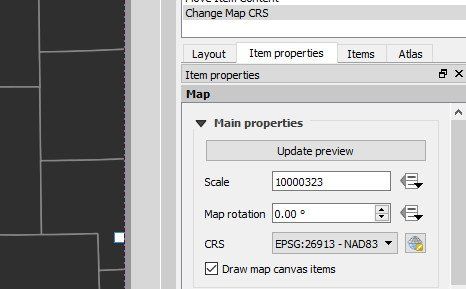 Move Item Content
Change Map CRS
Layout Item properties Items Atlas
Item properties
Map
Main properties
Update preview
Scale 10000323
Map rotation 0.00 °
CRS EPSG:26913 - NAD83
Draw map canvas items